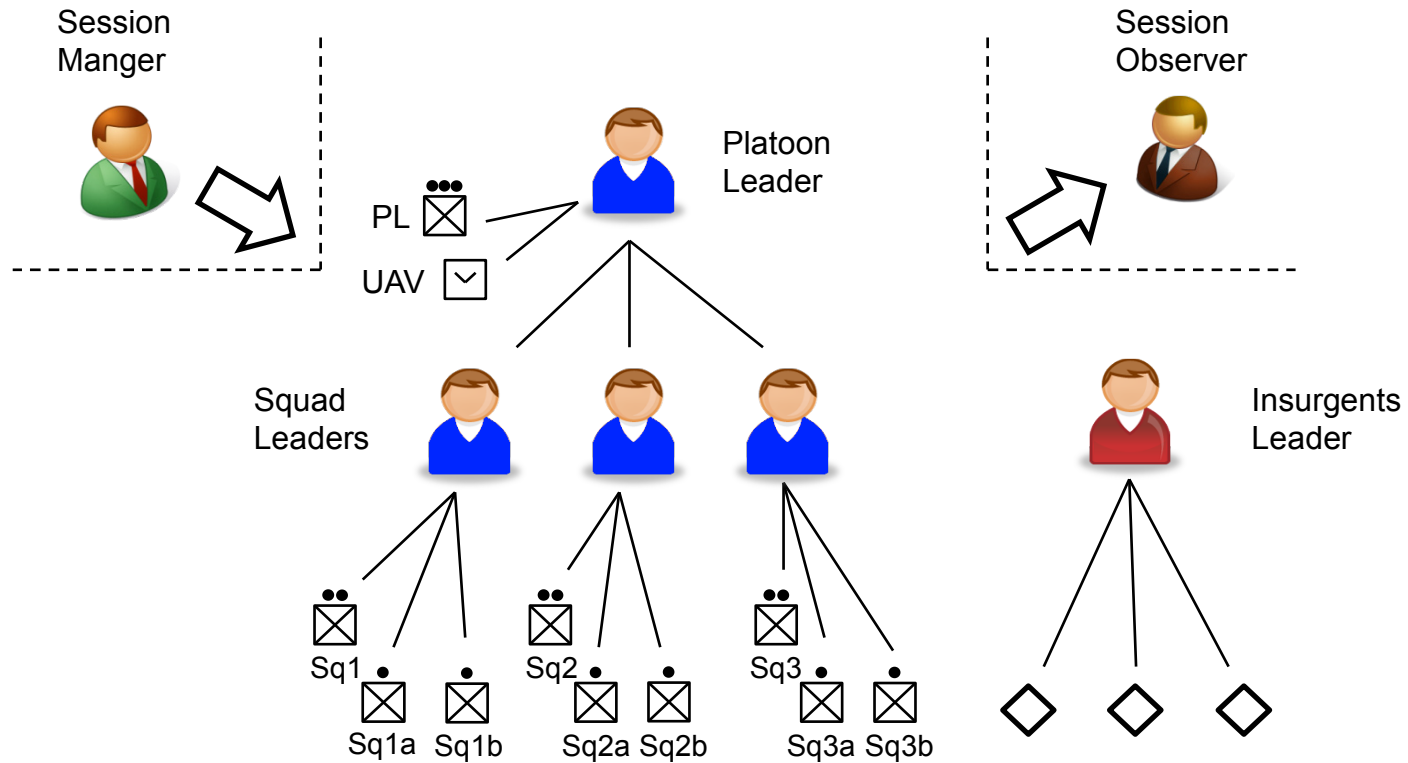 Session
Manger
Session
Observer
Platoon
Leader
PL
UAV
Squad
Leaders
Insurgents
Leader
Sq1
Sq2
Sq3
Sq1a
Sq1b
Sq2a
Sq2b
Sq3a
Sq3b